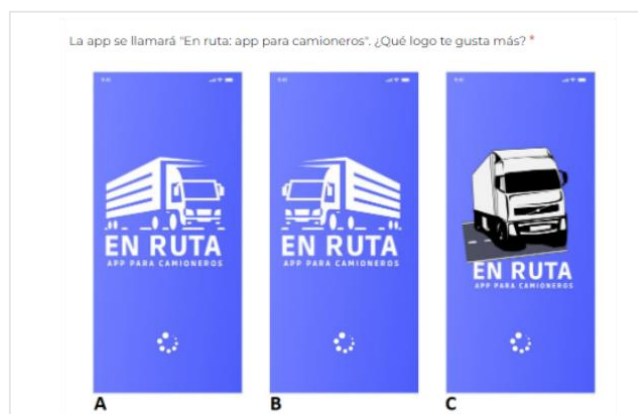 La app se llamará "En ruta: app para camioneros". ¿Qué logo te gusta más? *
EN RUTA
APP PARA CAMIONEROS
EN RUTA
APP PARA CAMIONEROS
EN RUTA
APP PARA CAMIONEROS
A
B
C